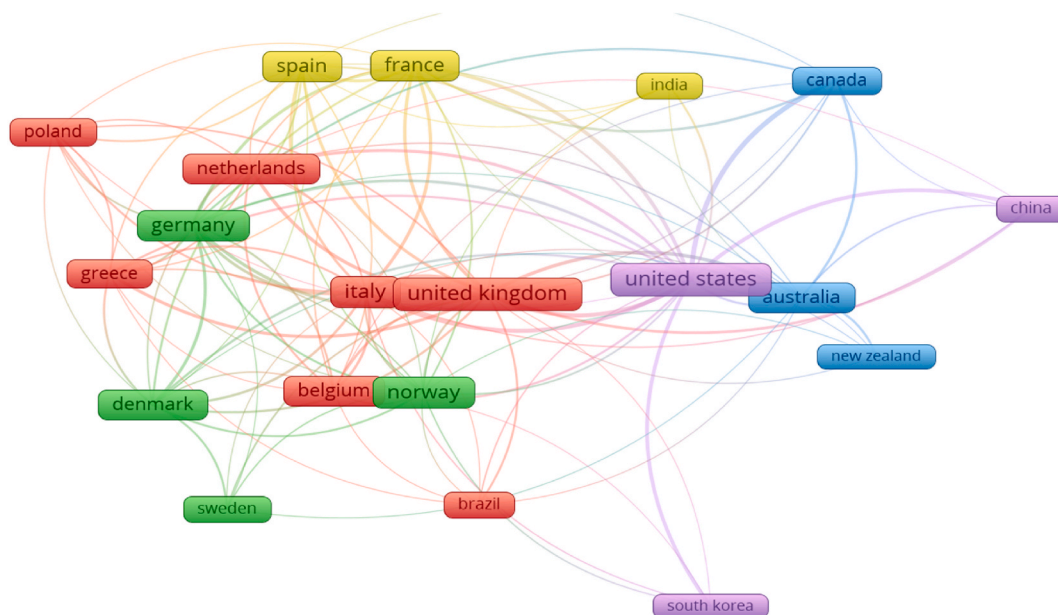 spain
france
india
canada
poland
netherlands
china
germany
greece
italy
united kingdom
united states
australia
new zealand
denmark
belgium
norway
sweden
brazil
south korea